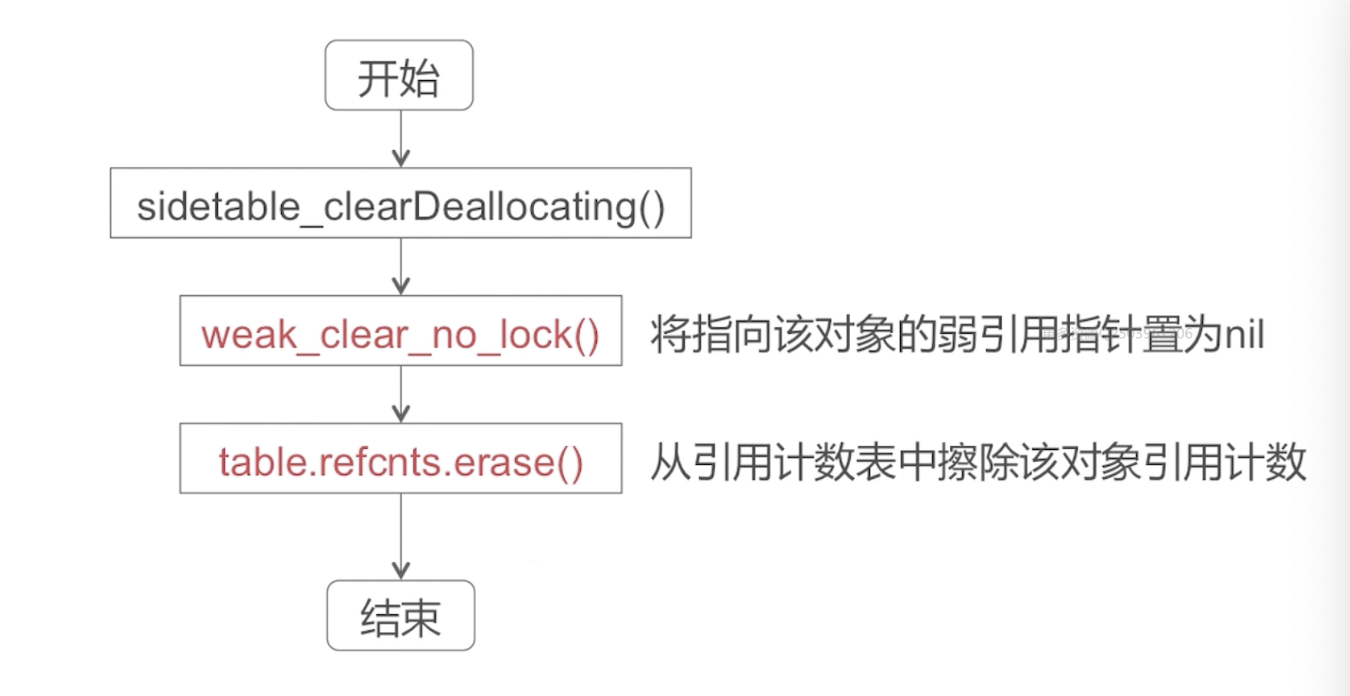 开始
sidetable_clearDeallocating()
weak_clear_no_lock() 将指向该对象的弱引用指针置为nil
table.refcnts.erase() 从引用计数表中擦除该对象引用计数
结束